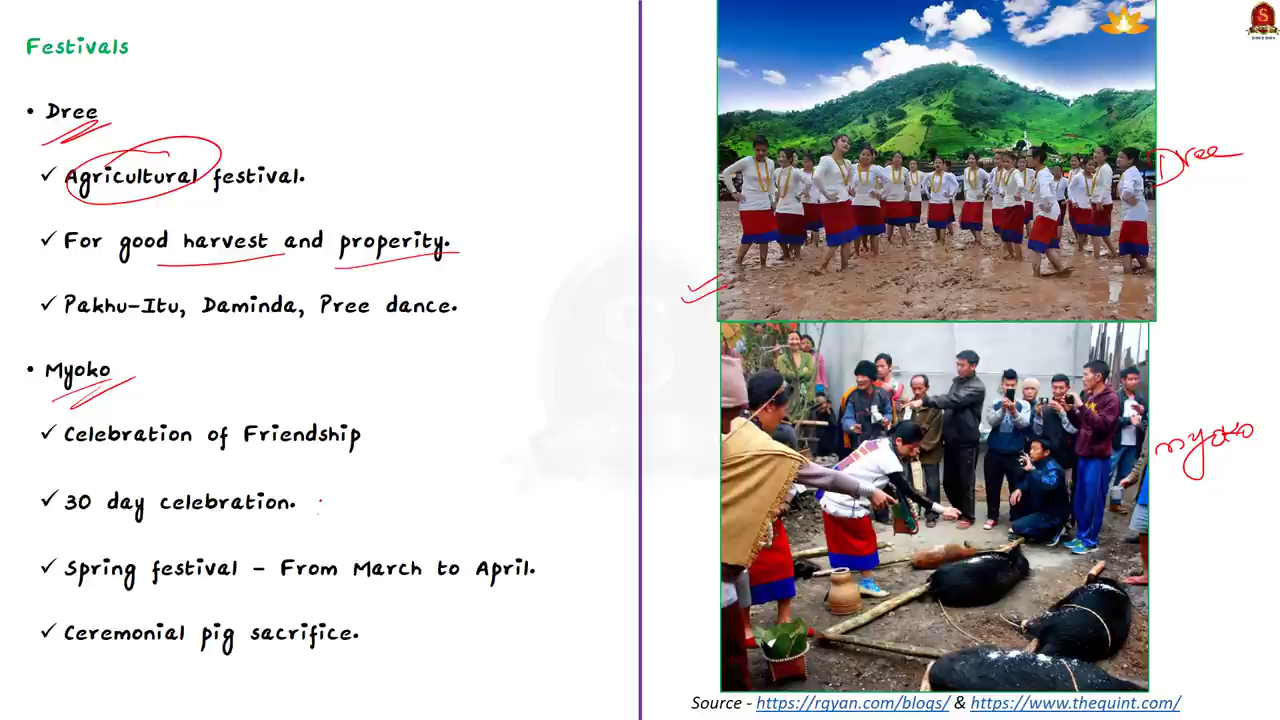 Festivals
• Dree
✓ Agricultural festival.
✓ For good harvest and properity.
✓ Pakhu-Itu, Daminda, Pree dance.
• Myoko
✓ Celebration of Friendship
✓ 30 day celebration.
✓ Spring festival - From March to April.
✓ Ceremonial pig sacrifice.
S
SINCE 2004
Dree
myoko
Source - https://rgyan.com/blogs/ & https://www.thequint.com/